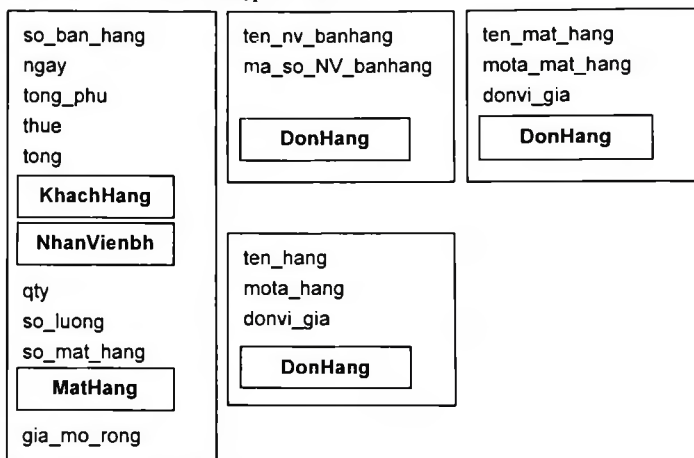 so_ban_hang
ngay
tong_phu
thue
tong
KhachHang
NhanVienbh
qty
so_luong
so_mat_hang
MatHang
gia_mo_rong
ten_nv_banhang
ma_so_NV_banhang
DonHang
ten_mat_hang
mota_mat_hang
donvi_gia
DonHang
ten_hang
mota_hang
donvi_gia
DonHang